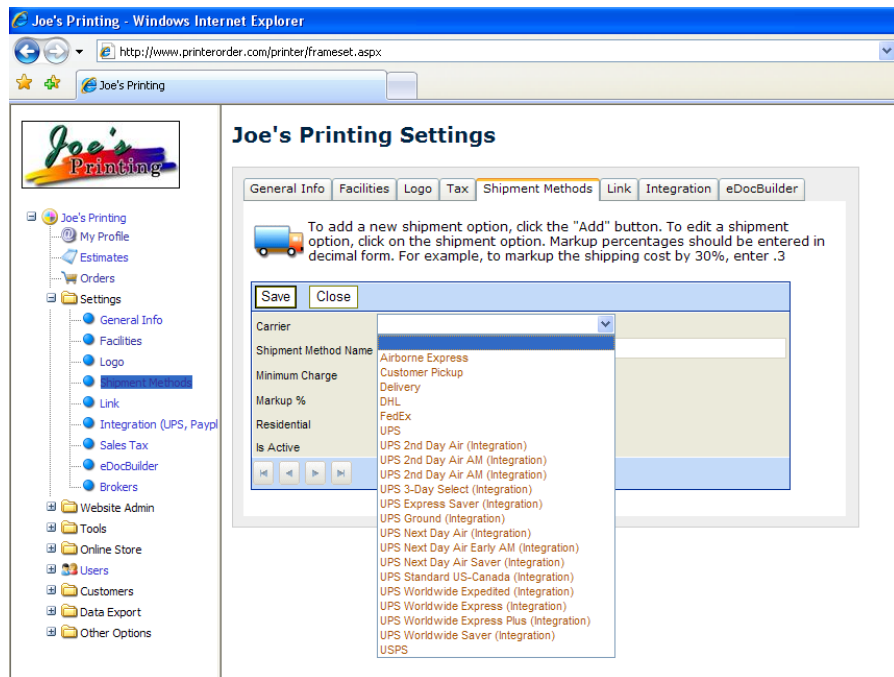 Joe's Printing - Windows Internet Explorer
http://www.printerorder.com/printer/frameset.aspx
Joe's Printing
Joe's
Printing
Joe's Printing
My Profile
Estimates
Orders
Settings
General Info
Facilities
Logo
Shipment Methods
Link
Integration (UPS, Paypl
Sales Tax
eDocBuilder
Brokers
Website Admin
Tools
Online Store
Users
Customers
Data Export
Other Options
Joe's Printing Settings
General Info Facilities Logo Tax Shipment Methods Link Integration eDocBuilder
To add a new shipment option, click the "Add" button. To edit a shipment
option, click on the shipment option. Markup percentages should be entered in
decimal form. For example, to markup the shipping cost by 30%, enter .3
Save Close
Carrier
Shipment Method Name
Minimum Charge
Markup %
Residential
Is Active
Airborne Express
Customer Pickup
Delivery
DHL
FedEx
UPS
UPS 2nd Day Air (Integration)
UPS 2nd Day Air AM (Integration)
UPS 2nd Day Air AM (Integration)
UPS 3-Day Select (Integration)
UPS Express Saver (Integration)
UPS Ground (Integration)
UPS Next Day Air (Integration)
UPS Next Day Air Early AM (Integration)
UPS Next Day Air Saver (Integration)
UPS Standard US-Canada (Integration)
UPS Worldwide Expedited (Integration)
UPS Worldwide Express (Integration)
UPS Worldwide Express Plus (Integration)
UPS Worldwide Saver (Integration)
USPS